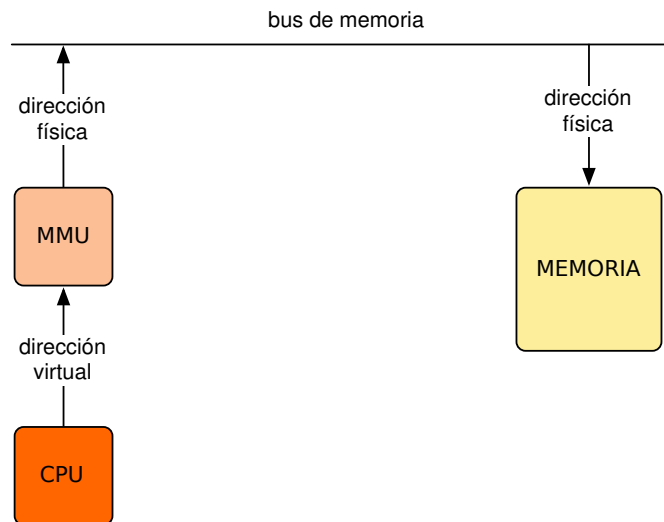 bus de memoria
dirección
física
dirección
física
MMU
MEMORIA
dirección
virtual
CPU